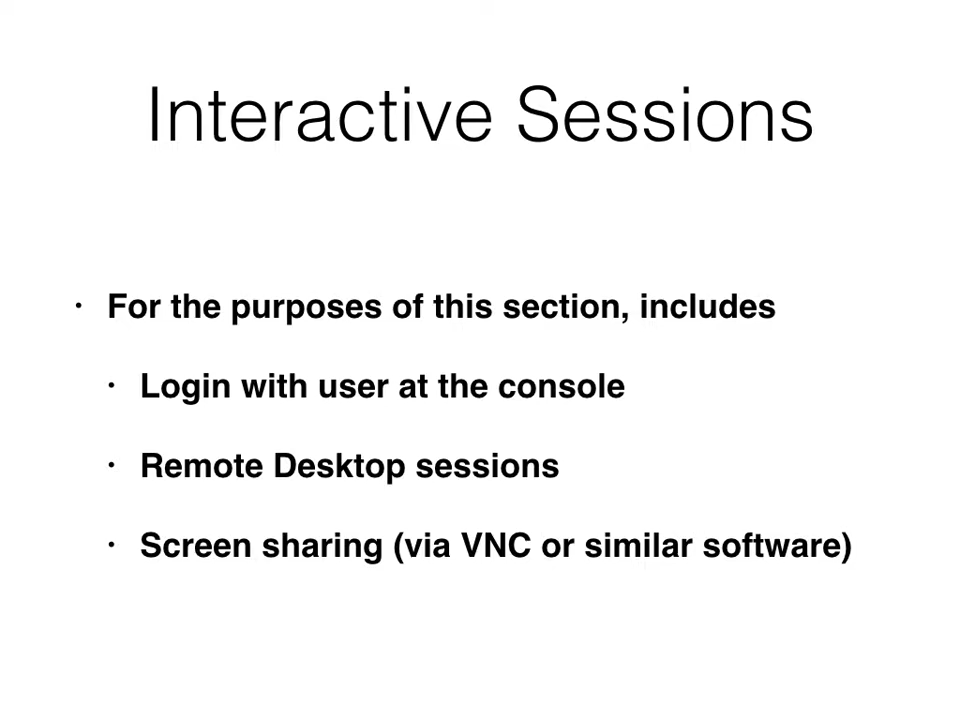 Interactive Sessions
• For the purposes of this section, includes
• Login with user at the console
• Remote Desktop sessions
• Screen sharing (via VNC or similar software)